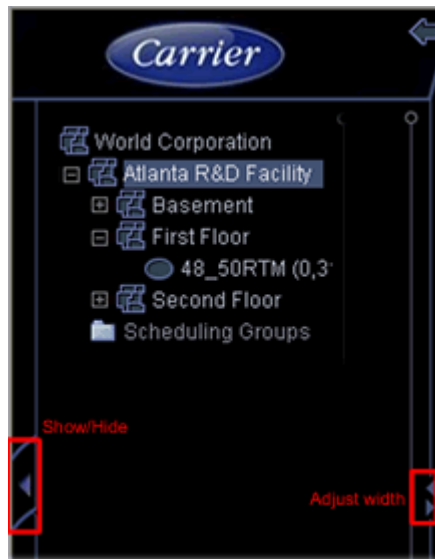 Carrier
World Corporation
Atlanta R&D Facility
Basement
First Floor
48_50RTM (0,3
Second Floor
Scheduling Groups
Show/Hide
Adjust width